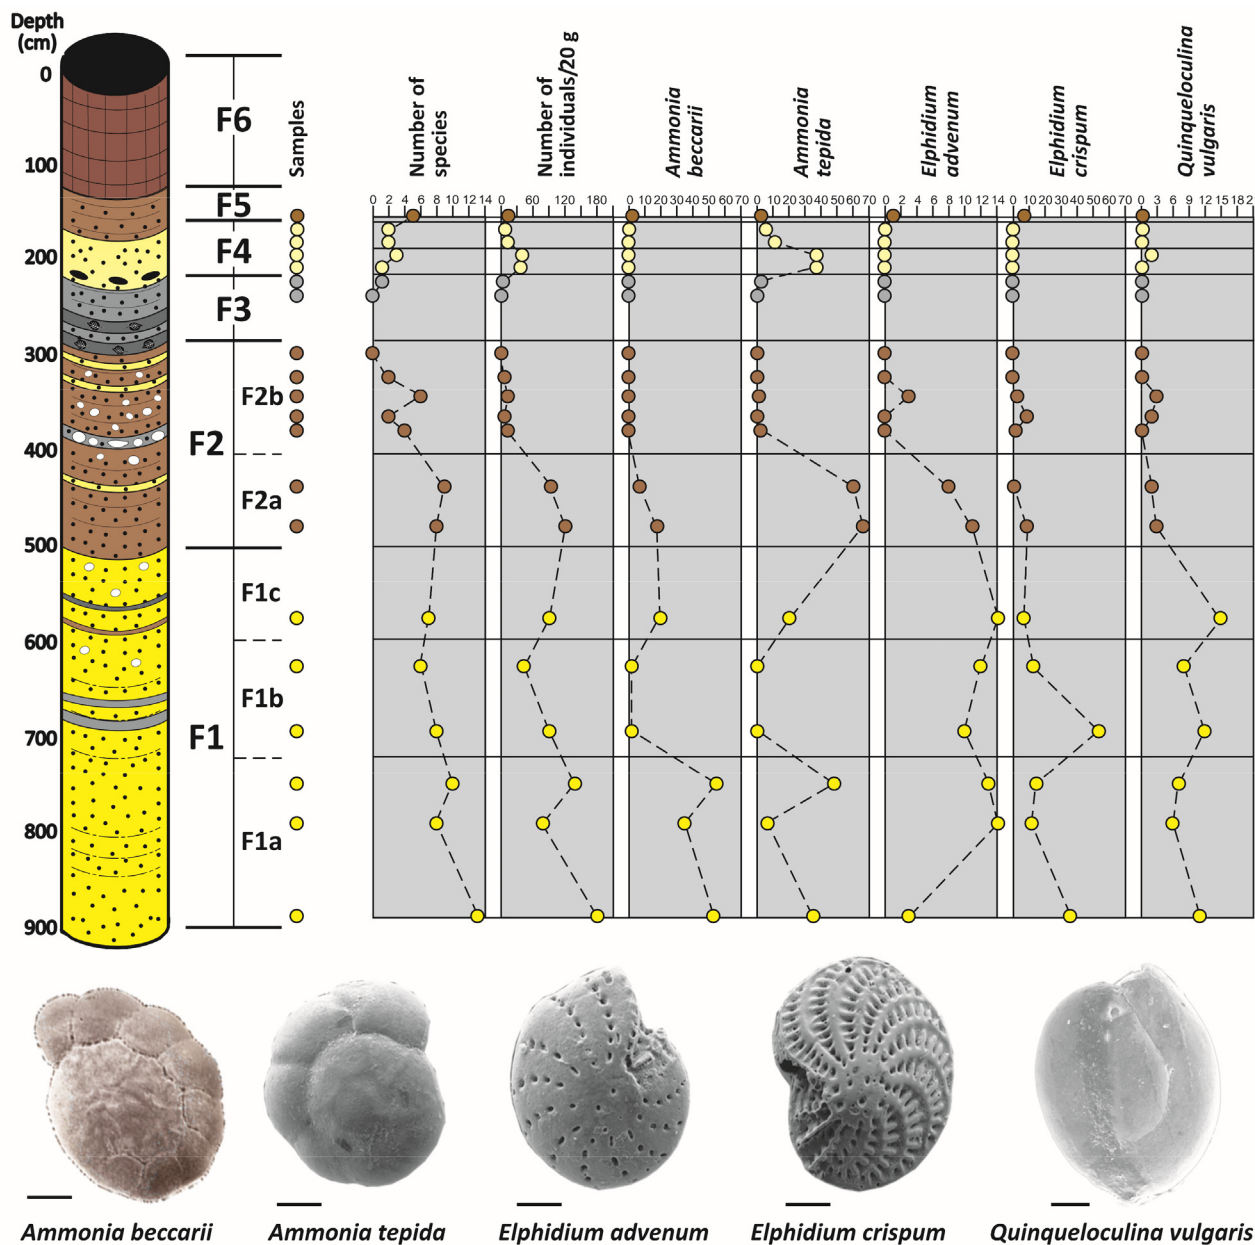 Depth
(cm)
0
100
200
300
400
500
600
700
800
900
F6
F5
F4
F3
F2
F2b
F2a
F1
F1c
F1b
F1a
Samples
Number of
species
Number of
individuals/20 g
Ammonia
beccarii
Ammonia
tepida
Elphidium
advenum
Elphidium
crispum
Quinqueloculina
vulgaris
0 2 4 6 8 10 12 14
0 60 120 180
0 10 20 30 40 50 60 70
0 10 20 30 40 50 60 70
0 2 4 6 8 10 12 14
0 10 20 30 40 50 60 70
0 3 6 9 12 15 18 2
Ammonia beccarii
Ammonia tepida
Elphidium advenum
Elphidium crispum
Quinqueloculina vulgaris